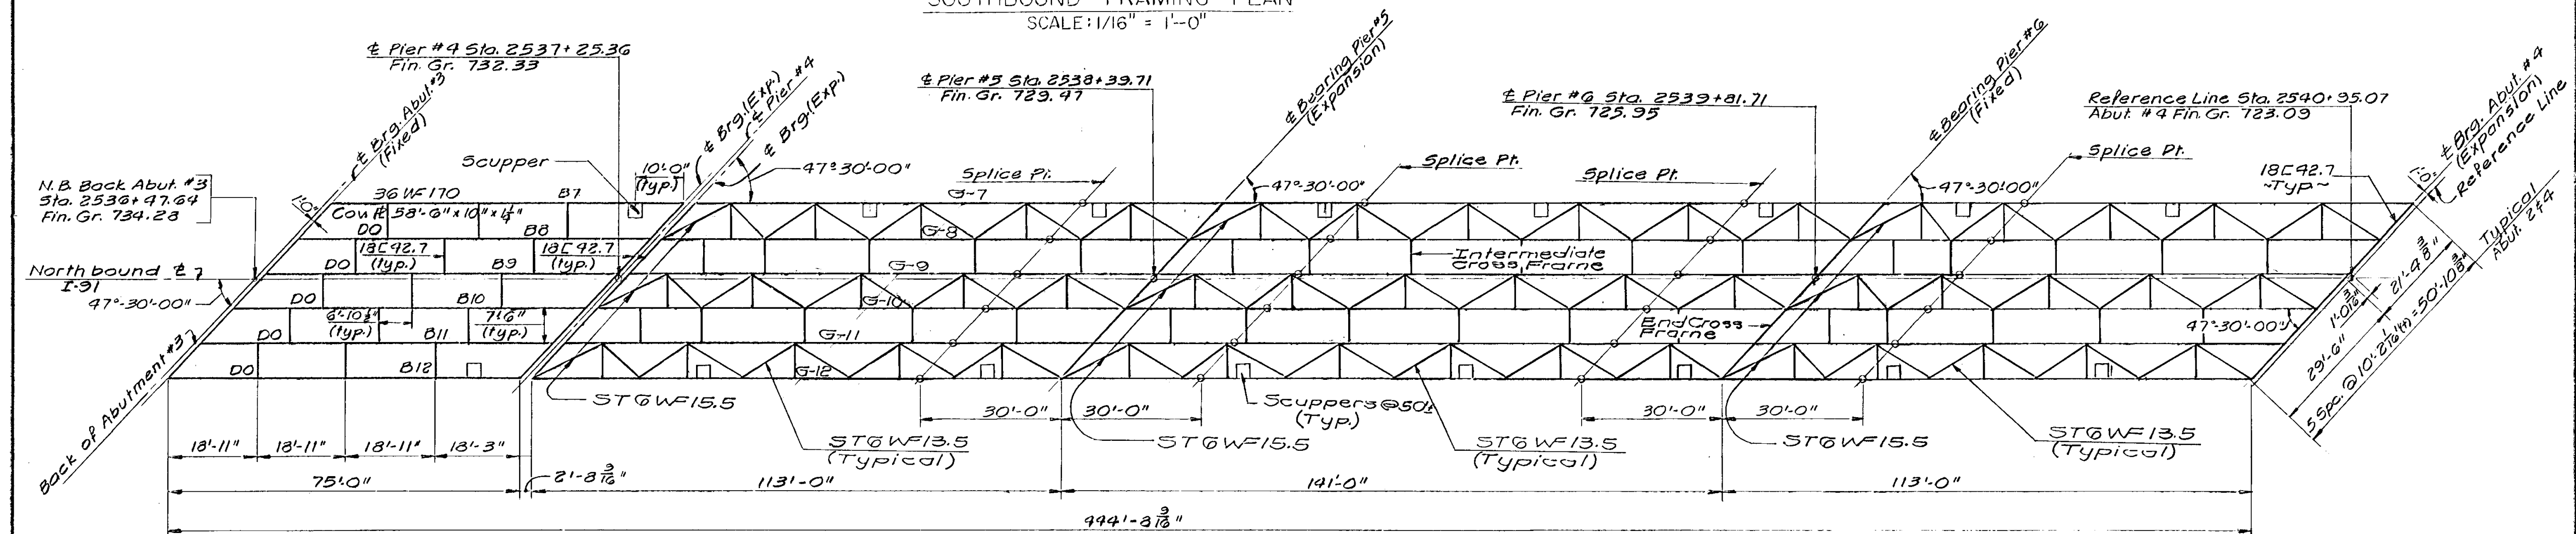 SOUTHBOUND FRAMING PLAN
SCALE: 1/16" = 1'-0"
℄ Pier #4 Sta. 2537+25.36
Fin. Gr. 732.33
℄ Brg. Abut. #3
(Fixed)
℄ Brg. (Exp.)
℄ Pier #4
℄ Brg. (Exp.)
℄ Pier #5 Sta. 2538+39.71
Fin. Gr. 729.47
℄ Bearing Pier #5
(Expansion)
℄ Pier #6 Sta. 2539+81.71
Fin. Gr. 725.95
℄ Bearing Pier #6
(Fixed)
Reference Line Sta. 2540+95.07
Abut. #4 Fin. Gr. 723.09
℄ Brg. Abut. #4
(Expansion)
Reference Line
N.B. Back Abut. #3
Sta. 2536+47.64
Fin. Gr. 734.28
Scupper
10'-0"
(typ.)
47°-30'-00"
Splice Pt.
47°-30'-00"
Splice Pt.
Splice Pt.
47°-30'-00"
Splice Pt.
18[42.7
~Typ~
1'-0"
1'-0"
36 WF 170
B7
G-7
DO
B8
G-8
18[42.7
(typ.)
18[42.7
(typ.)
DO
B9
G-9
Intermediate
Cross Frame
North bound ℄
I-91
47°-30'-00"
DO
B10
G-10
6'-10½"
(typ.)
7'-6"
(typ.)
DO
B11
G-11
End Cross
Frame
47°-30'-00"
DO
B12
G-12
Back of Abutment #3
1'-0 3/16"
21'-4 3/8"
29'-6"
5 Spc. @ 10'-2 1/16"(+) = 50'-10 3/8"
Typical
Abut. 2&4
ST6WF15.5
30'-0"
30'-0"
Scuppers @ 50'±
(Typ.)
30'-0"
30'-0"
ST6WF13.5
(Typical)
ST6WF15.5
ST6WF13.5
(Typical)
ST6WF15.5
ST6WF13.5
(Typical)
18'-11"
18'-11"
18'-11"
18'-3"
75'-0"
2'-8 3/16"
113'-0"
141'-0"
113'-0"
444'-8 3/16"